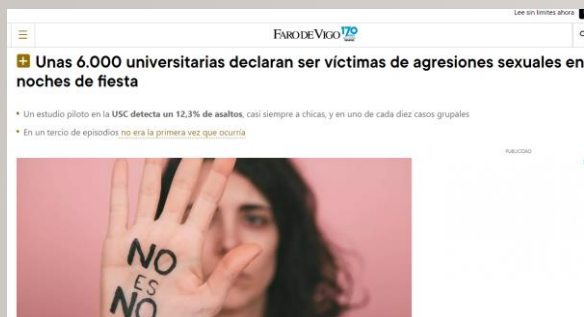 Lee sin límites ahora
FARO DE VIGO 170
Unas 6.000 universitarias declaran ser víctimas de agresiones sexuales en
noches de fiesta
• Un estudio piloto en la USC detecta un 12,3% de asaltos, casi siempre a chicas, y en uno de cada diez casos grupales
• En un tercio de episodios no era la primera vez que ocurría
PUBLICIDAD
NO
ES
NO